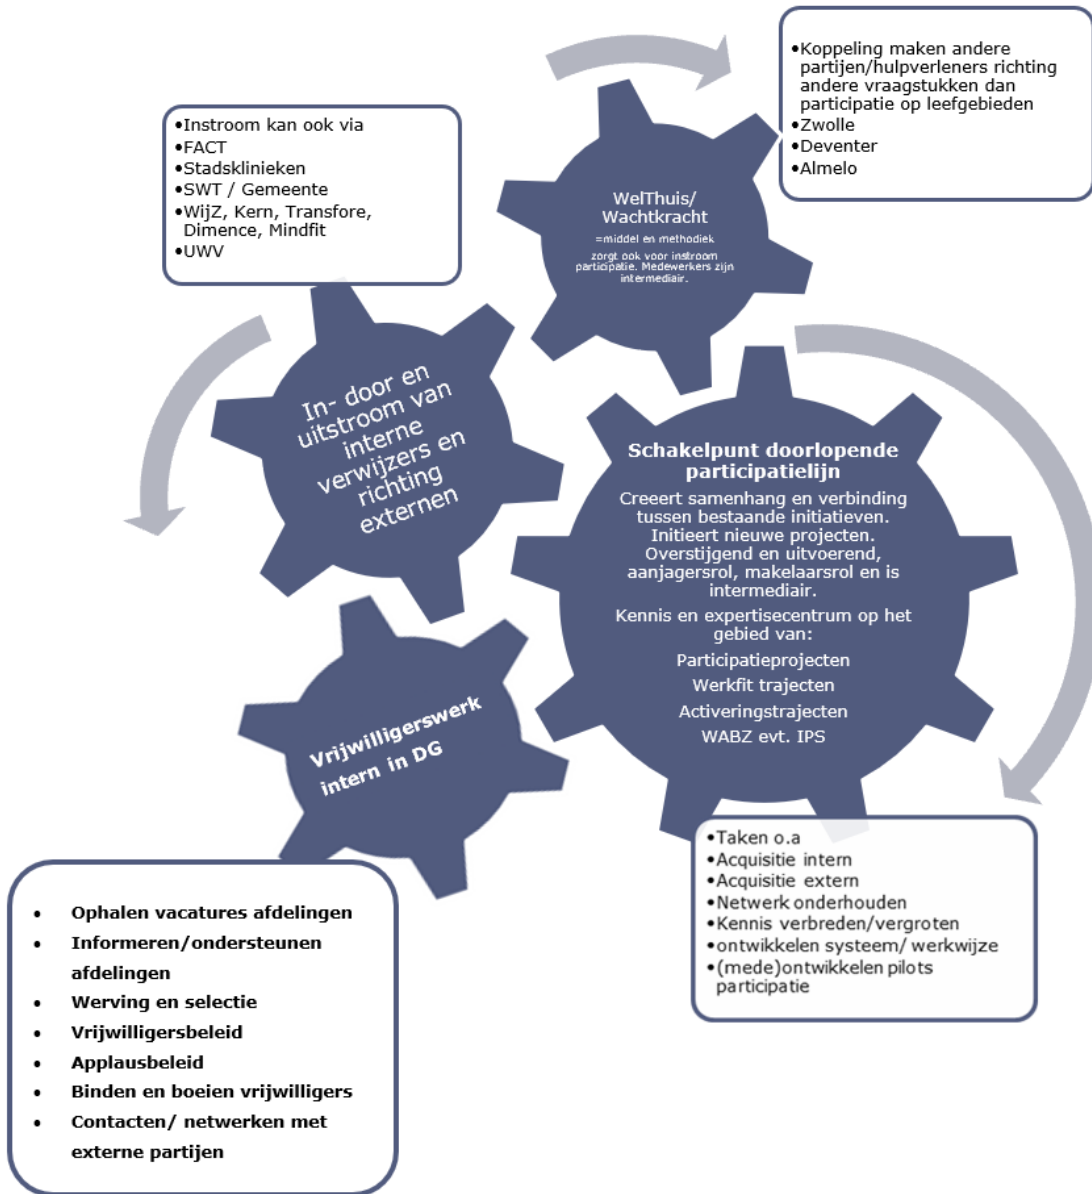 •Koppeling maken andere
partijen/hulpverleners richting
andere vraagstukken dan
participatie op leefgebieden
•Zwolle
•Deventer
•Almelo
•Instroom kan ook via
•FACT
•Stadsklinieken
•SWT / Gemeente
•WijZ, Kern, Transfore,
Dimence, Mindfit
•UWV
WelThuis/
Wachtkracht
=middel en methodiek
zorgt ook voor instroom
participatie. Medewerkers zijn
intermediair.
In- door en
uitstroom van
interne
verwijzers en
richting
externen
Schakelpunt doorlopende
participatielijn
Creeert samenhang en verbinding
tussen bestaande initiatieven.
Initieert nieuwe projecten.
Overstijgend en uitvoerend,
aanjagersrol, makelaarsrol en is
intermediair.
Kennis en expertisecentrum op het
gebied van:
Participatieprojecten
Werkfit trajecten
Activeringstrajecten
WABZ evt. IPS
Vrijwilligerswerk
intern in DG
•Taken o.a
•Acquisitie intern
•Acquisitie extern
•Netwerk onderhouden
•Kennis verbreden/vergroten
•ontwikkelen systeem/ werkwijze
•(mede)ontwikkelen pilots
participatie
• Ophalen vacatures afdelingen
• Informeren/ondersteunen
afdelingen
• Werving en selectie
• Vrijwilligersbeleid
• Applausbeleid
• Binden en boeien vrijwilligers
• Contacten/ netwerken met
externe partijen